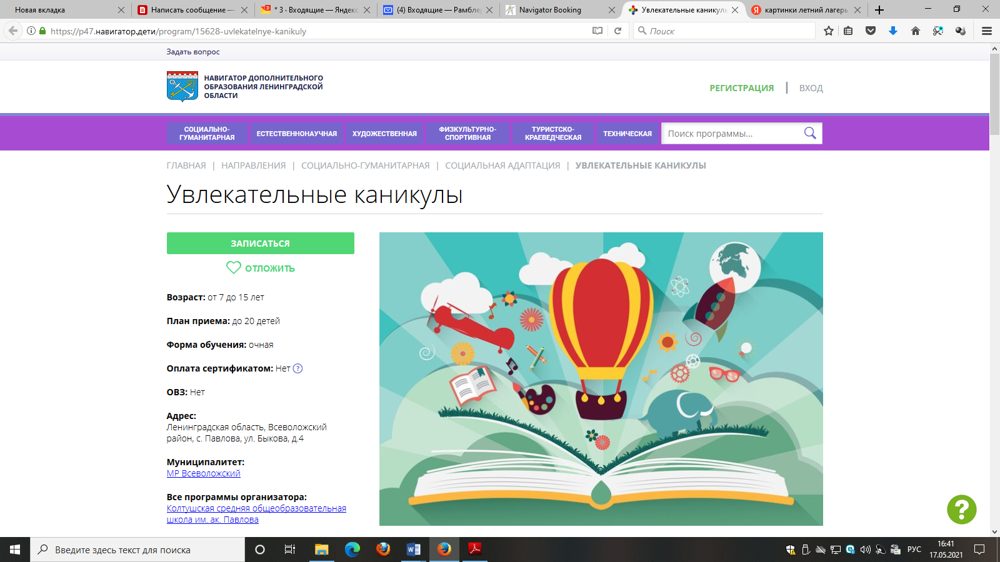 Новая вкладка
Написать сообщение —
* 3 · Входящие — Яндекс
(4) Входящие — Рамблер
Navigator Booking
Увлекательные каникулы
картинки летний лагерь
https://р47.навигатор.дети/program/15628-uvlekatelnye-kanikuly
Поиск
Задать вопрос
НАВИГАТОР ДОПОЛНИТЕЛЬНОГО
ОБРАЗОВАНИЯ ЛЕНИНГРАДСКОЙ
ОБЛАСТИ
РЕГИСТРАЦИЯ | ВХОД
СОЦИАЛЬНО-
ГУМАНИТАРНАЯ
ЕСТЕСТВЕННОНАУЧНАЯ
ХУДОЖЕСТВЕННАЯ
ФИЗКУЛЬТУРНО-
СПОРТИВНАЯ
ТУРИСТСКО-
КРАЕВЕДЧЕСКАЯ
ТЕХНИЧЕСКАЯ
Поиск программы...
ГЛАВНАЯ | НАПРАВЛЕНИЯ | СОЦИАЛЬНО-ГУМАНИТАРНАЯ | СОЦИАЛЬНАЯ АДАПТАЦИЯ | УВЛЕКАТЕЛЬНЫЕ КАНИКУЛЫ
Увлекательные каникулы
ЗАПИСАТЬСЯ
ОТЛОЖИТЬ
Возраст: от 7 до 15 лет
План приема: до 20 детей
Форма обучения: очная
Оплата сертификатом: Нет ?
ОВЗ: Нет
Адрес:
Ленинградская область, Всеволожский
район, с. Павлова, ул. Быкова, д.4
Муниципалитет:
МР Всеволожский
Все программы организатора:
Колтушская средняя общеобразовательная
школа им. ак. Павлова
?
Введите здесь текст для поиска
РУС
16:41
17.05.2021